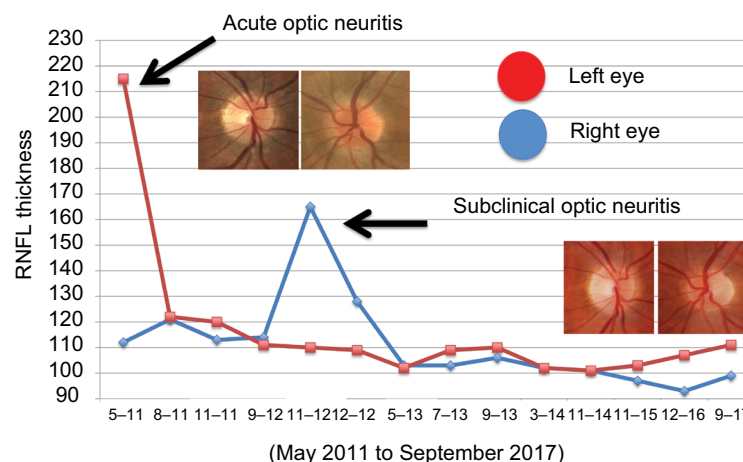 Acute optic neuritis
Left eye
Right eye
Subclinical optic neuritis
RNFL thickness
230
220
210
200
190
180
170
160
150
140
130
120
110
100
90
5–11 8–11 11–11 9–12 11–12 12–12 5–13 7–13 9–13 3–14 11–14 11–15 12–16 9–17
(May 2011 to September 2017)